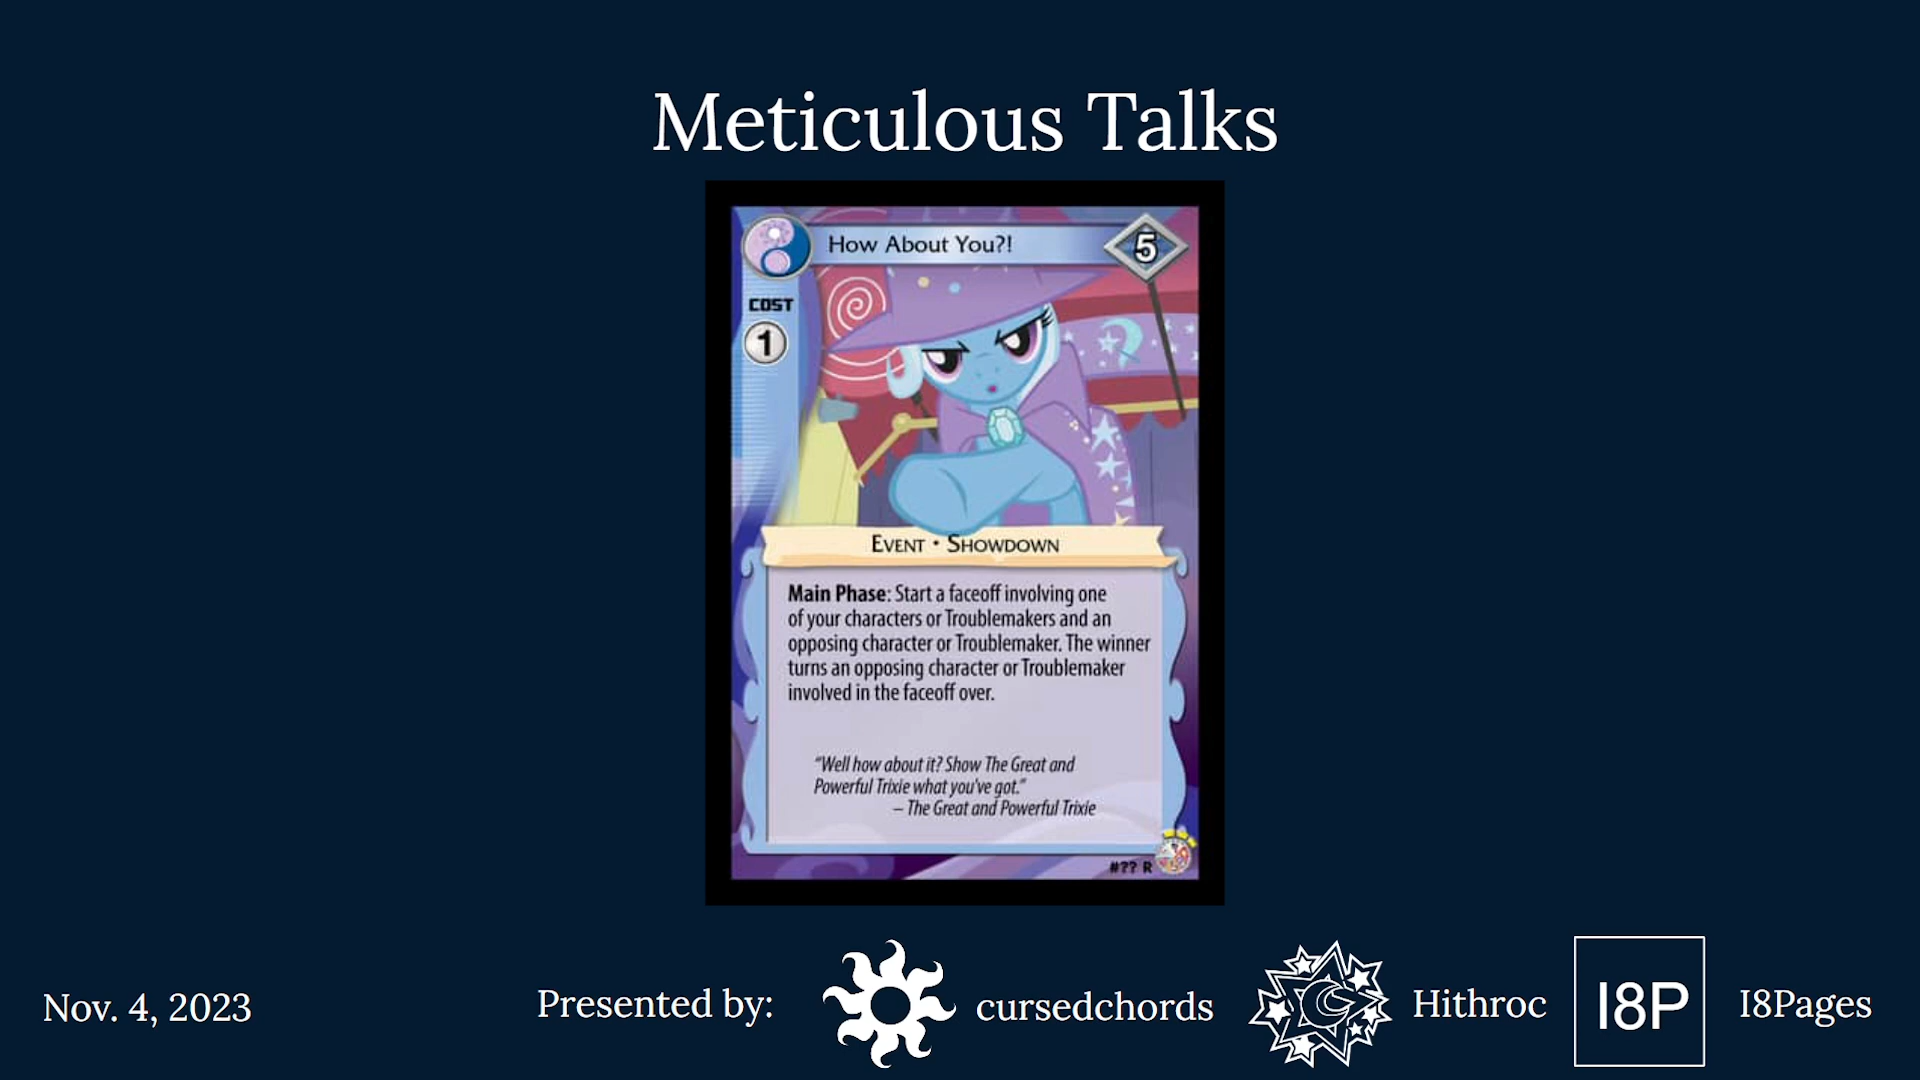 Meticulous Talks
How About You?!
5
COST
1
Event • Showdown
Main Phase: Start a faceoff involving one
of your characters or Troublemakers and an
opposing character or Troublemaker. The winner
turns an opposing character or Troublemaker
involved in the faceoff over.
“Well how about it? Show The Great and
Powerful Trixie what you've got.”
– The Great and Powerful Trixie
#?? R
Nov. 4, 2023
Presented by:
cursedchords
Hithroc
I8P
I8Pages